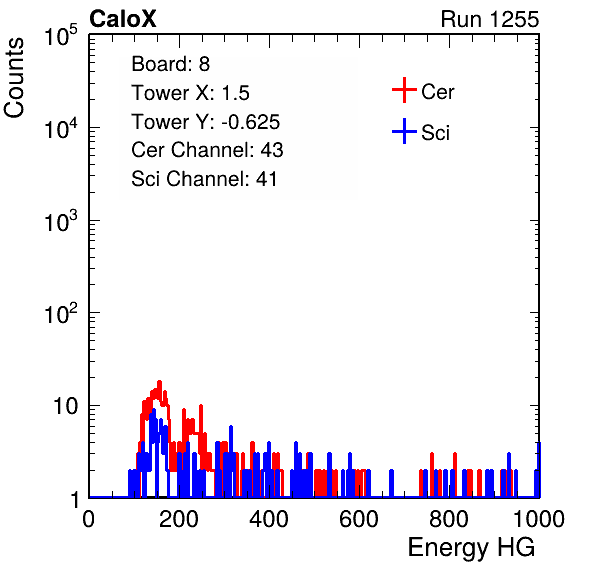 CaloX Run 1255
Counts
Board: 8
Tower X: 1.5
Tower Y: -0.625
Cer Channel: 43
Sci Channel: 41
Cer
Sci
10^5
10^4
10^3
10^2
10
1
0 200 400 600 800 1000
Energy HG